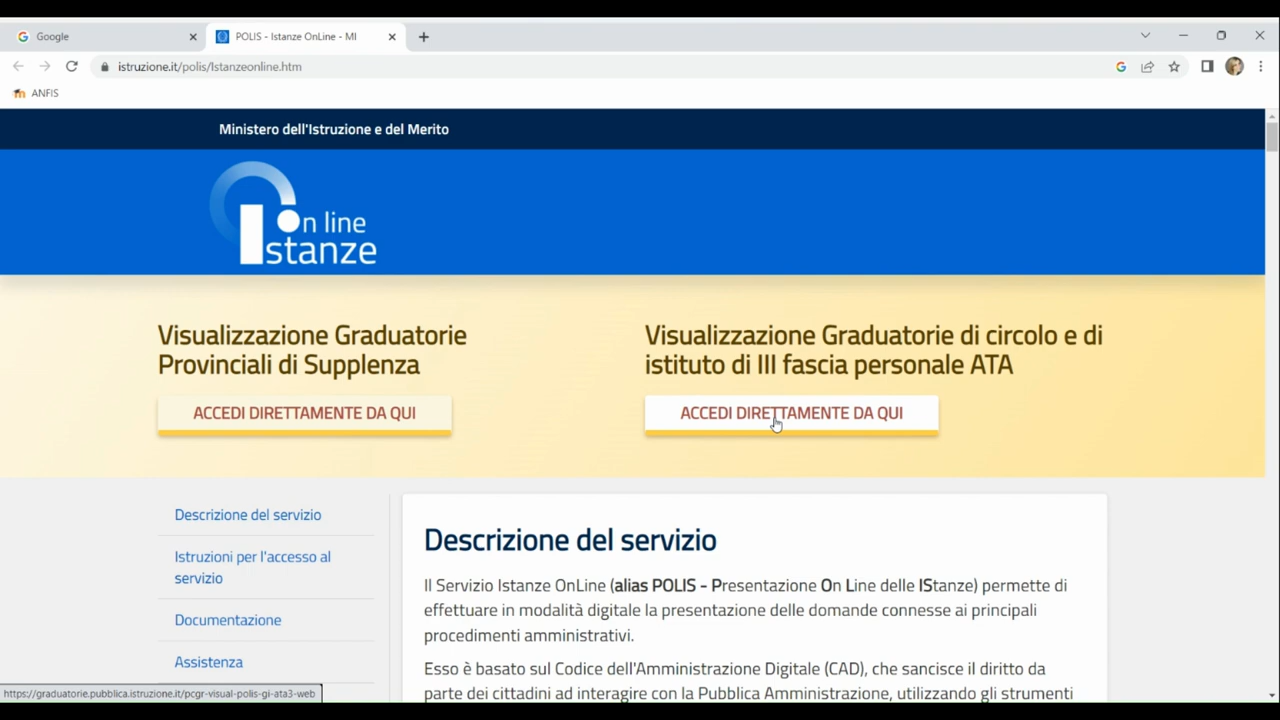 Google
POLIS - Istanze OnLine - MI
istruzione.it/polis/Istanzeonline.htm
ANFIS
Ministero dell'Istruzione e del Merito
On line
Istanze
Visualizzazione Graduatorie
Provinciali di Supplenza
ACCEDI DIRETTAMENTE DA QUI
Visualizzazione Graduatorie di circolo e di
istituto di III fascia personale ATA
ACCEDI DIRETTAMENTE DA QUI
Descrizione del servizio
Istruzioni per l'accesso al
servizio
Documentazione
Assistenza
Descrizione del servizio
Il Servizio Istanze OnLine (alias POLIS - Presentazione On Line delle IStanze) permette di
effettuare in modalità digitale la presentazione delle domande connesse ai principali
procedimenti amministrativi.
Esso è basato sul Codice dell'Amministrazione Digitale (CAD), che sancisce il diritto da
parte dei cittadini ad interagire con la Pubblica Amministrazione, utilizzando gli strumenti
https://graduatorie.pubblica.istruzione.it/pcgr-visual-polis-gi-ata3-web